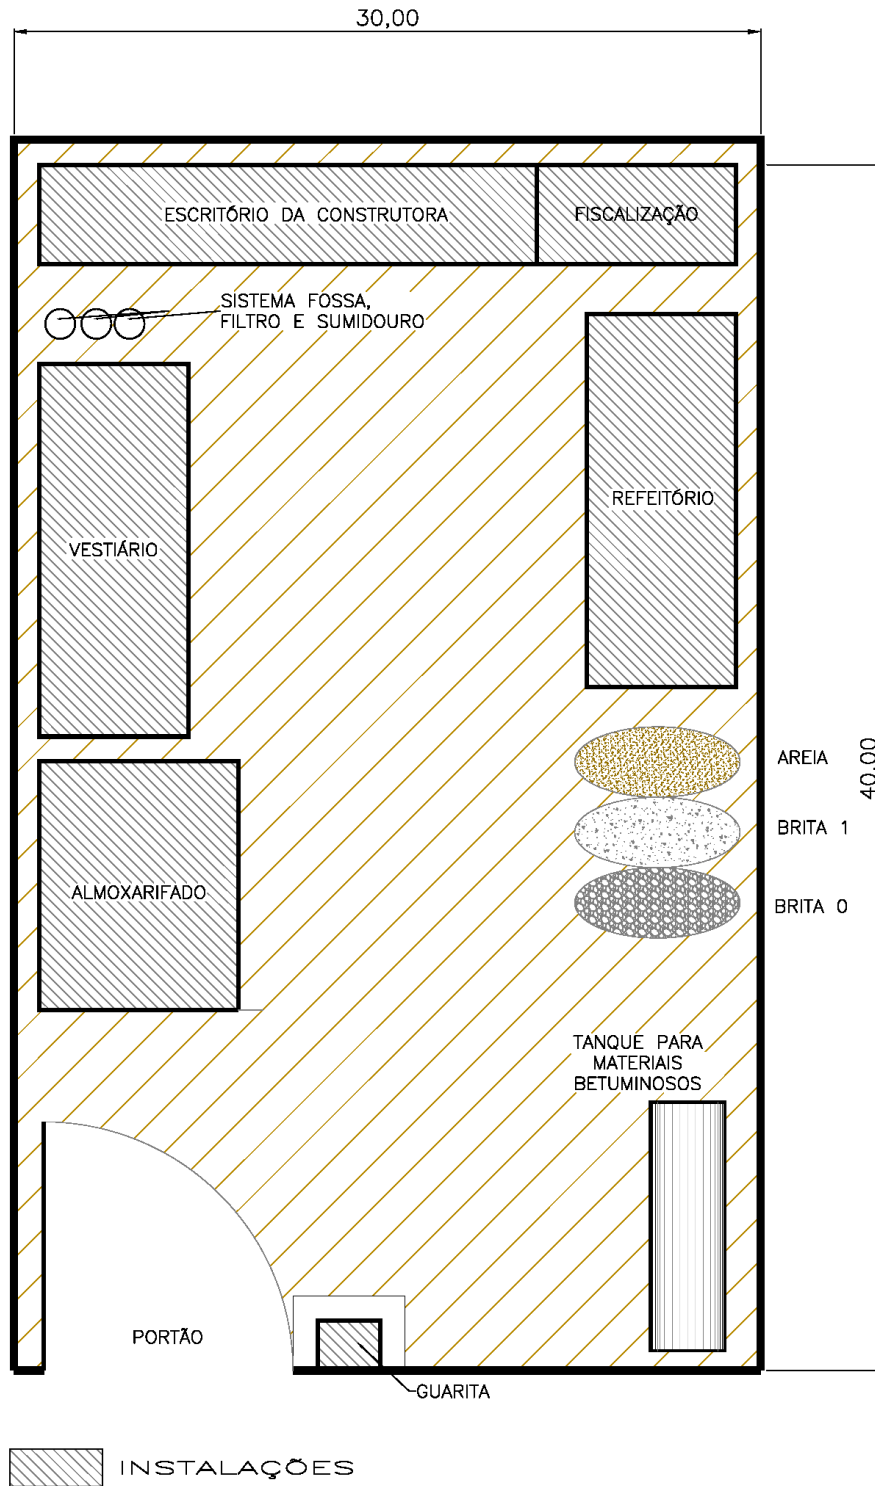 30,00
ESCRITÓRIO DA CONSTRUTORA
FISCALIZAÇÃO
SISTEMA FOSSA,
FILTRO E SUMIDOURO
REFEITÓRIO
VESTIÁRIO
AREIA
40,00
BRITA 1
ALMOXARIFADO
BRITA 0
TANQUE PARA
MATERIAIS
BETUMINOSOS
PORTÃO
GUARITA
INSTALAÇÕES